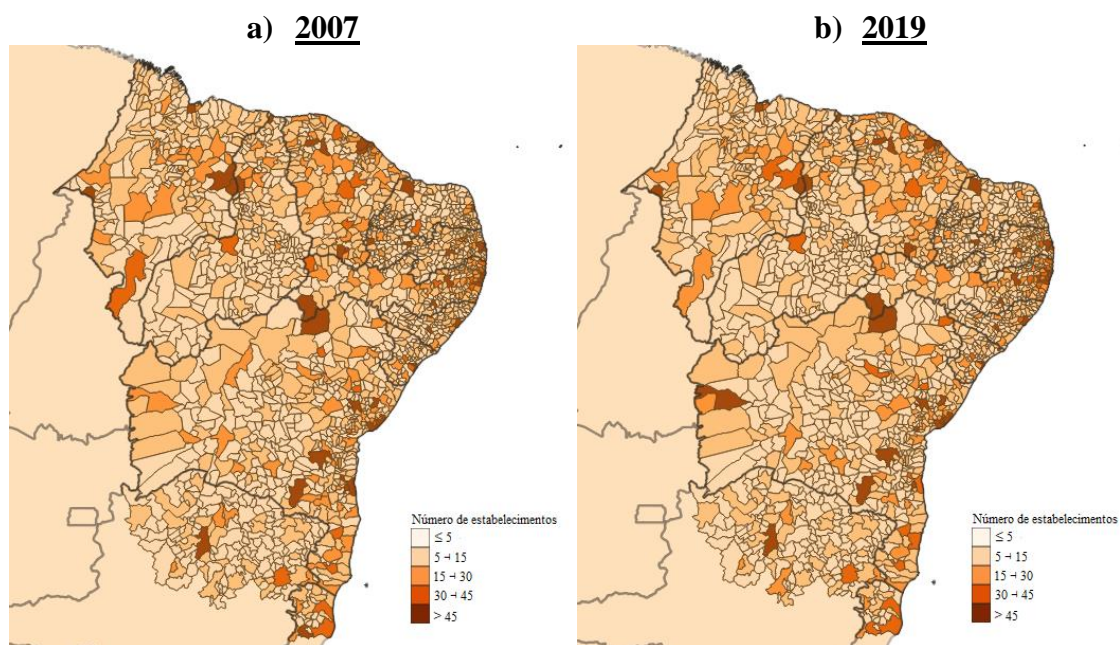 a) 2007
b) 2019
Número de estabelecimentos
≤ 5
5 ⊣ 15
15 ⊣ 30
30 ⊣ 45
> 45
Número de estabelecimentos
≤ 5
5 ⊣ 15
15 ⊣ 30
30 ⊣ 45
> 45